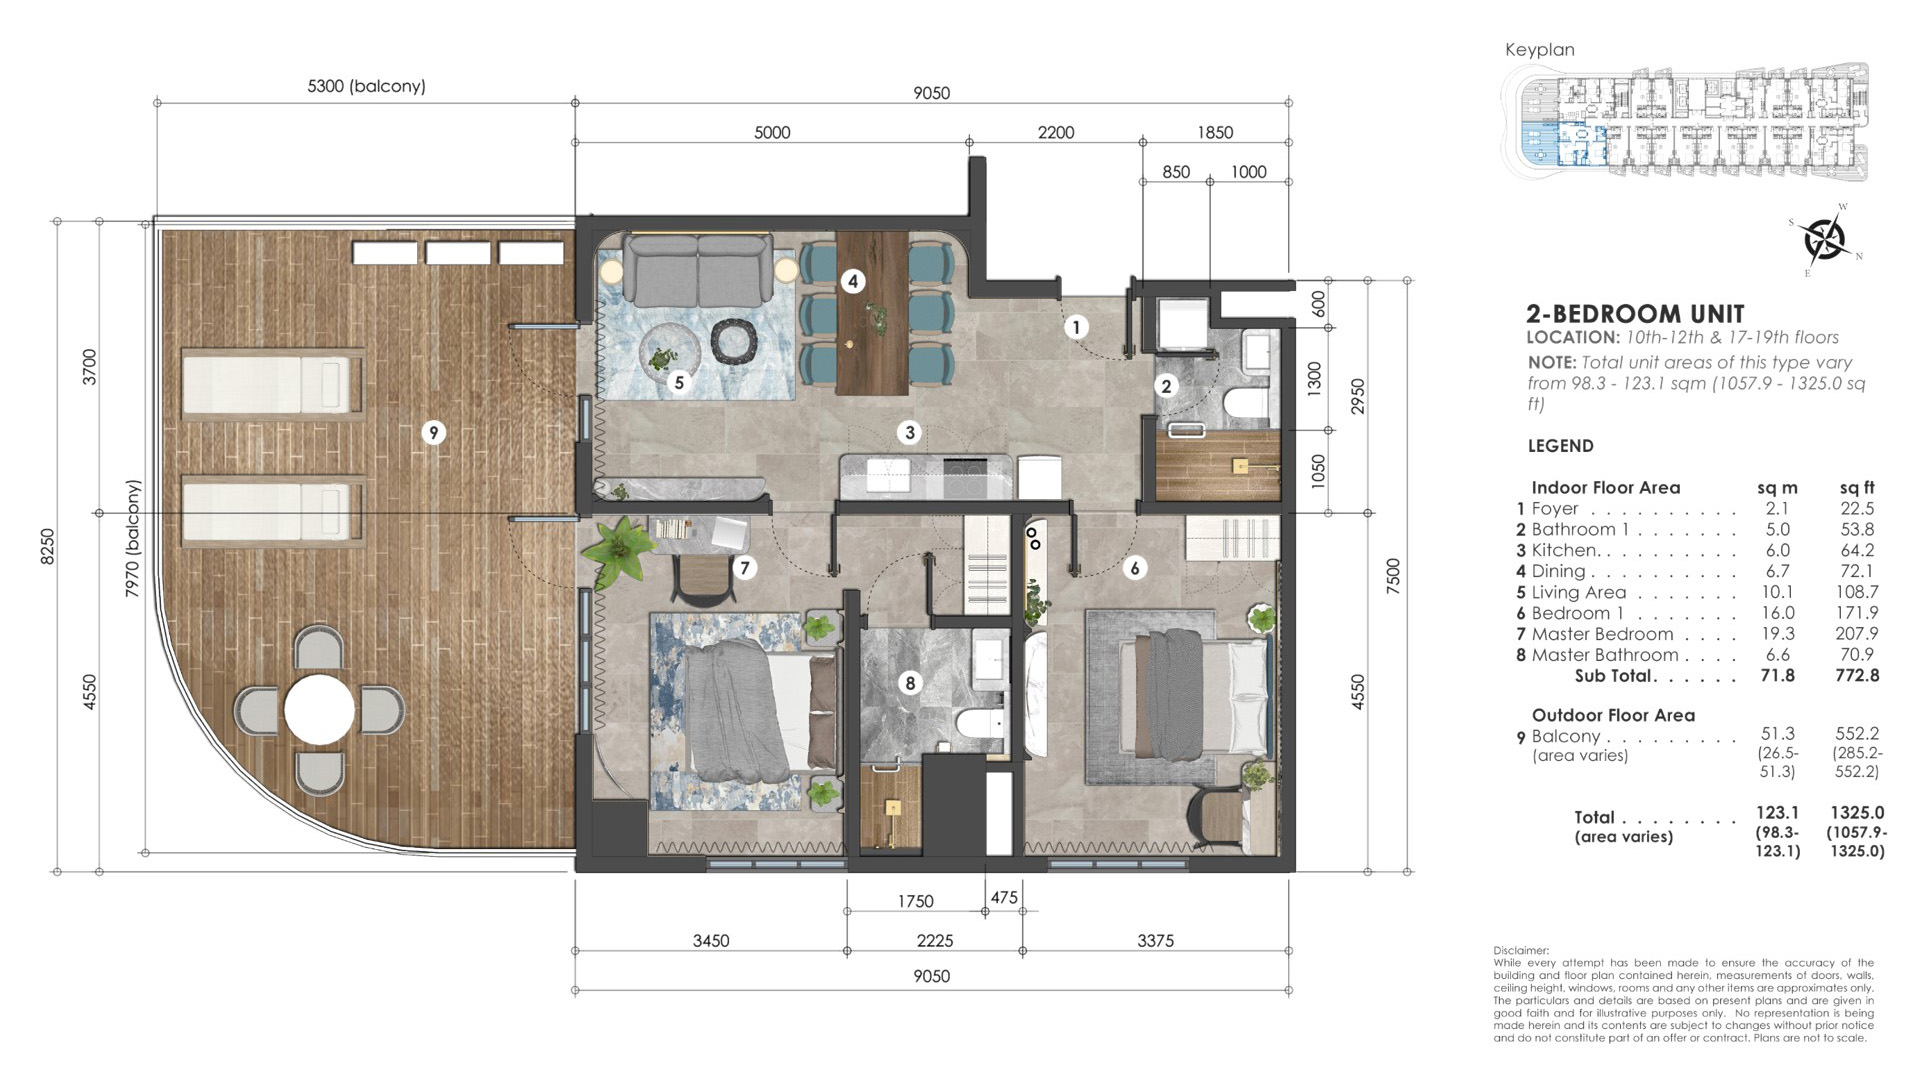 Keyplan
5300 (balcony)
9050
5000
2200
1850
850
1000
W
S
N
E
2-BEDROOM UNIT
LOCATION: 10th-12th & 17-19th floors
NOTE: Total unit areas of this type vary
from 98.3 - 123.1 sqm (1057.9 - 1325.0 sq
ft)
LEGEND
Indoor Floor Area sq m sq ft
1 Foyer . . . . . . . . . . 2.1 22.5
2 Bathroom 1 . . . . . . . 5.0 53.8
3 Kitchen. . . . . . . . . . 6.0 64.2
4 Dining . . . . . . . . . . 6.7 72.1
5 Living Area . . . . . . . 10.1 108.7
6 Bedroom 1 . . . . . . . 16.0 171.9
7 Master Bedroom . . . . 19.3 207.9
8 Master Bathroom . . . . 6.6 70.9
Sub Total. . . . . . 71.8 772.8
Outdoor Floor Area
9 Balcony . . . . . . . . . 51.3 552.2
(area varies) (26.5- (285.2-
51.3) 552.2)
Total . . . . . . . . 123.1 1325.0
(area varies) (98.3- (1057.9-
123.1) 1325.0)
8250
3700
4550
7970 (balcony)
1
2
3
4
5
6
7
8
9
600
1300
1050
2950
4550
7500
1750
475
3450
2225
3375
9050
Disclaimer:
While every attempt has been made to ensure the accuracy of the
building and floor plan contained herein, measurements of doors, walls,
ceiling height, windows, rooms and any other items are approximates only.
The particulars and details are based on present plans and are given in
good faith and for illustrative purposes only. No representation is being
made herein and its contents are subject to changes without prior notice
and do not constitute part of an offer or contract. Plans are not to scale.